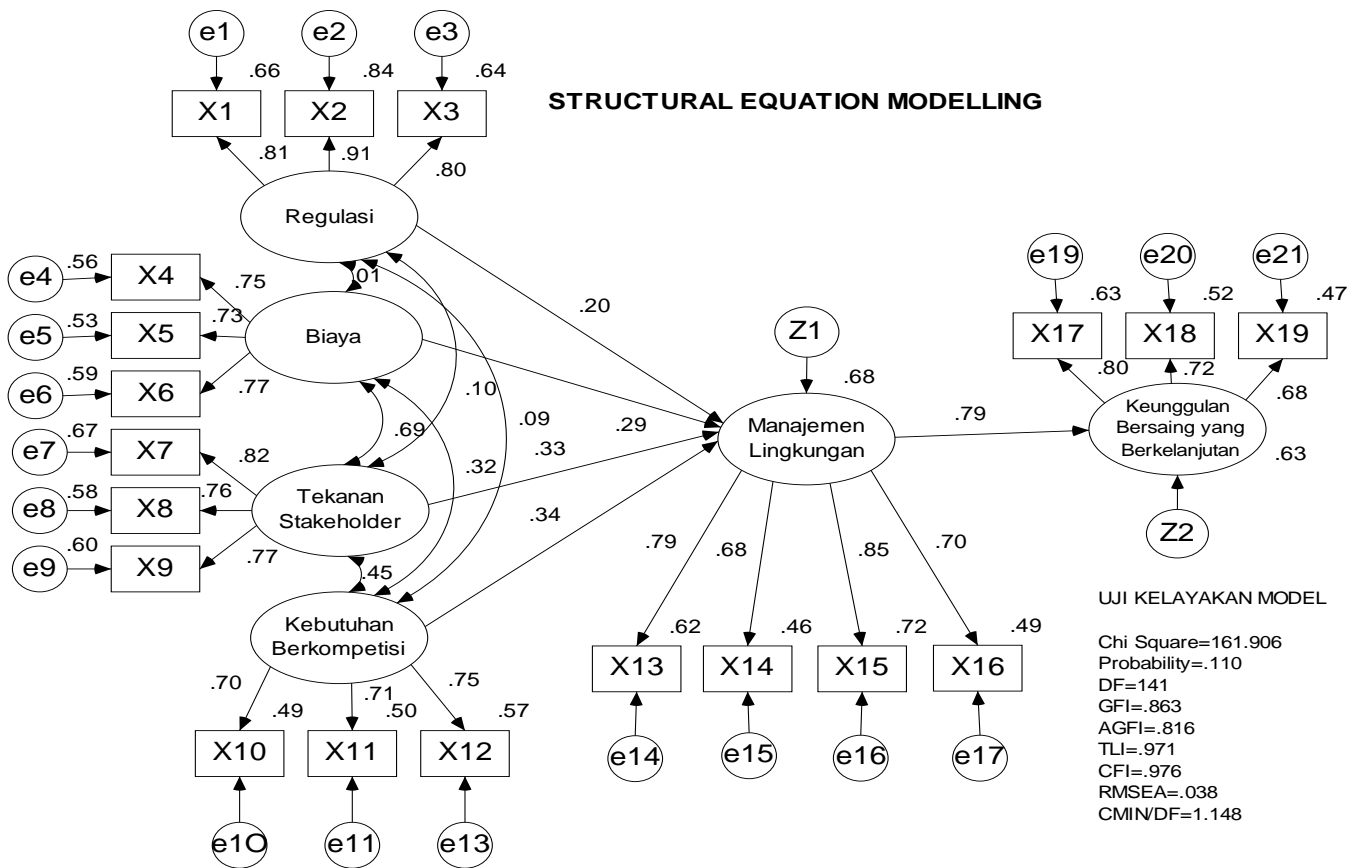 e1 e2 e3
.66 .84 .64
X1 X2 X3
STRUCTURAL EQUATION MODELLING
.81 .91 .80
Regulasi
e4 .56 X4 .75
.01
e5 .53 X5 .73
Biaya
e6 .59 X6 .77
e7 .67 X7 .82
e8 .58 X8 .76
Tekanan
Stakeholder
e9 .60 X9 .77
.69 .10 .09 .32
.45
Kebutuhan
Berkompetisi
.70 .71 .75
.49 .50 .57
X10 X11 X12
e1O e11 e13
.20
.29
.33
.34
Z1
.68
Manajemen
Lingkungan
.79 .68 .85 .70
.62 .46 .72 .49
X13 X14 X15 X16
e14 e15 e16 e17
.79
e19 e20 e21
.63 .52 .47
X17 X18 X19
.80 .72 .68
Keunggulan
Bersaing yang
Berkelanjutan
.63
Z2
UJI KELAYAKAN MODEL
Chi Square=161.906
Probability=.110
DF=141
GFI=.863
AGFI=.816
TLI=.971
CFI=.976
RMSEA=.038
CMIN/DF=1.148